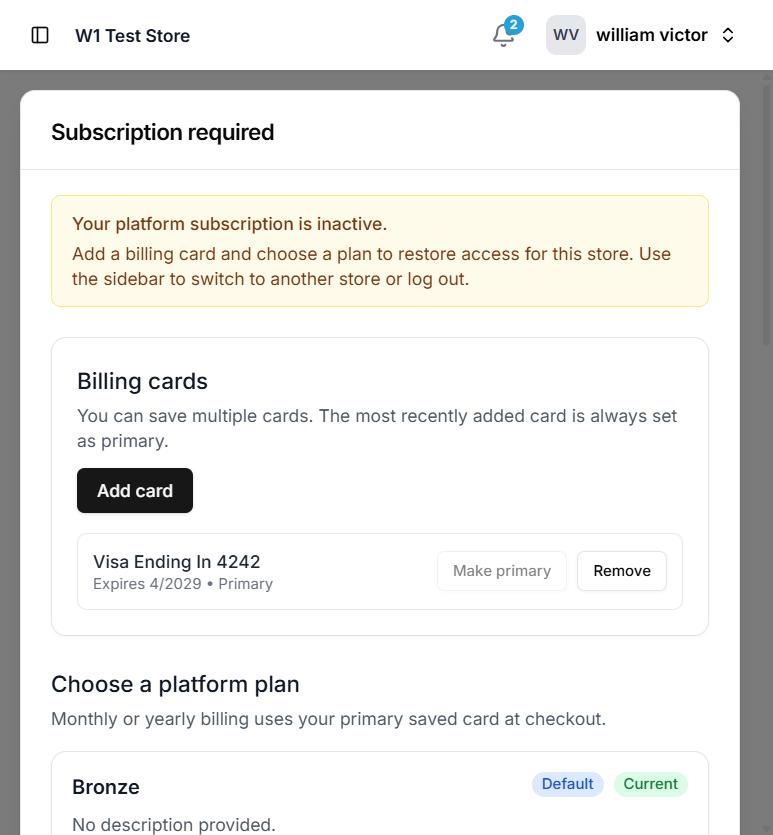 W1 Test Store
2
WV
william victor
Subscription required
Your platform subscription is inactive.
Add a billing card and choose a plan to restore access for this store. Use
the sidebar to switch to another store or log out.
Billing cards
You can save multiple cards. The most recently added card is always set
as primary.
Add card
Visa Ending In 4242
Expires 4/2029 • Primary
Make primary
Remove
Choose a platform plan
Monthly or yearly billing uses your primary saved card at checkout.
Bronze
Default
Current
No description provided.